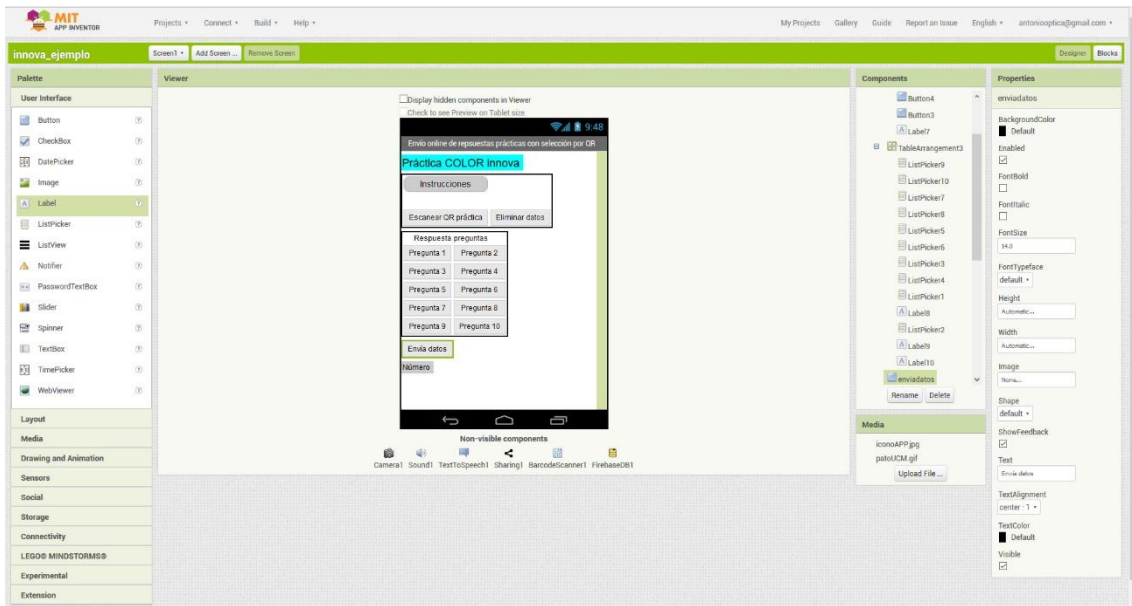 MIT
APP INVENTOR
Projects Connect Build Help
My Projects Gallery Guide Report an Issue English antoniooptica@gmail.com
innova_ejemplo
Screen1 Add Screen ... Remove Screen
Designer Blocks
Palette
User Interface
Button
CheckBox
DatePicker
Image
Label
ListPicker
ListView
Notifier
PasswordTextBox
Slider
Spinner
TextBox
TimePicker
WebViewer
Layout
Media
Drawing and Animation
Sensors
Social
Storage
Connectivity
LEGO® MINDSTORMS®
Experimental
Extension
Viewer
Display hidden components in Viewer
Check to see Preview on Tablet size
9:48
Envío online de repsuestas prácticas con selección por QR
Práctica COLOR innova
Instrucciones
Escanear QR práctica Eliminar datos
Respuesta preguntas
Pregunta 1 Pregunta 2
Pregunta 3 Pregunta 4
Pregunta 5 Pregunta 6
Pregunta 7 Pregunta 8
Pregunta 9 Pregunta 10
Envia datos
Número
Non-visible components
Camera1 Sound1 TextToSpeech1 Sharing1 BarcodeScanner1 FirebaseDB1
Components
Button4
Button3
Label7
TableArrangement3
ListPicker9
ListPicker10
ListPicker7
ListPicker8
ListPicker5
ListPicker6
ListPicker3
ListPicker4
ListPicker1
Label8
ListPicker2
Label9
Label10
enviadatos
Rename Delete
Media
iconoAPP.jpg
patoUCM.gif
Upload File ...
Properties
enviadatos
BackgroundColor
Default
Enabled
FontBold
FontItalic
FontSize
14.0
FontTypeface
default
Height
Automatic...
Width
Automatic...
Image
None...
Shape
default
ShowFeedback
Text
Envia datos
TextAlignment
center : 1
TextColor
Default
Visible